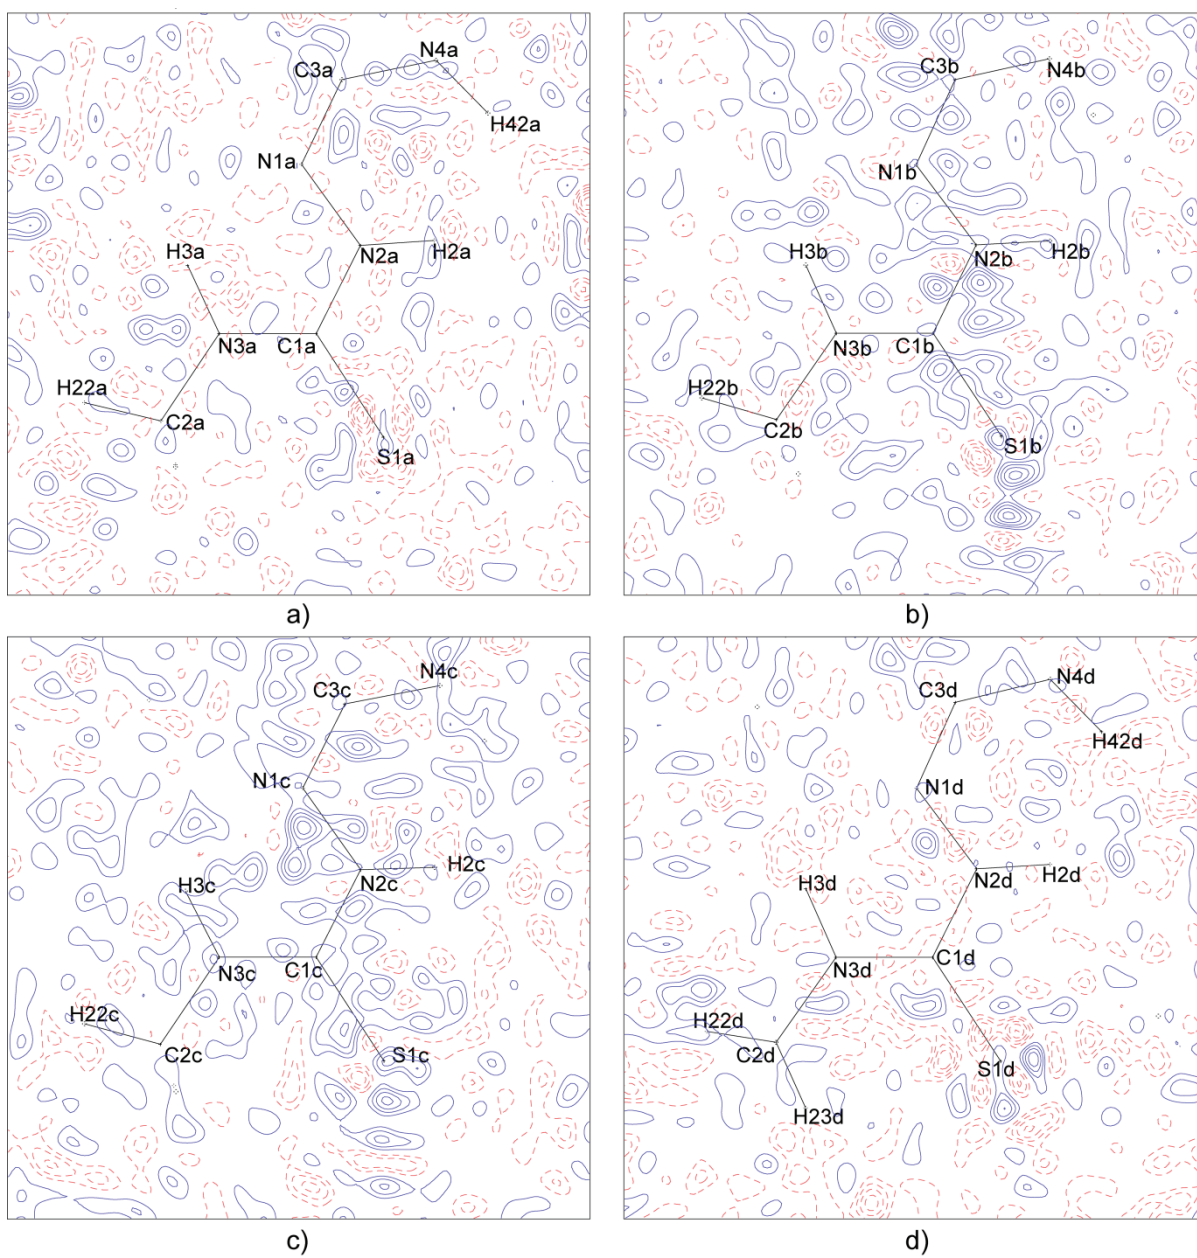 N4a
C3a
H42a
N1a
H3a
N2a
H2a
N3a
C1a
H22a
C2a
S1a
a)
C3b
N4b
N1b
H3b
N2b
H2b
N3b
C1b
H22b
C2b
S1b
b)
N4c
C3c
N1c
H3c
N2c
H2c
N3c
C1c
H22c
C2c
S1c
c)
N4d
C3d
H42d
N1d
H3d
N2d
H2d
N3d
C1d
H22d
C2d
S1d
H23d
d)